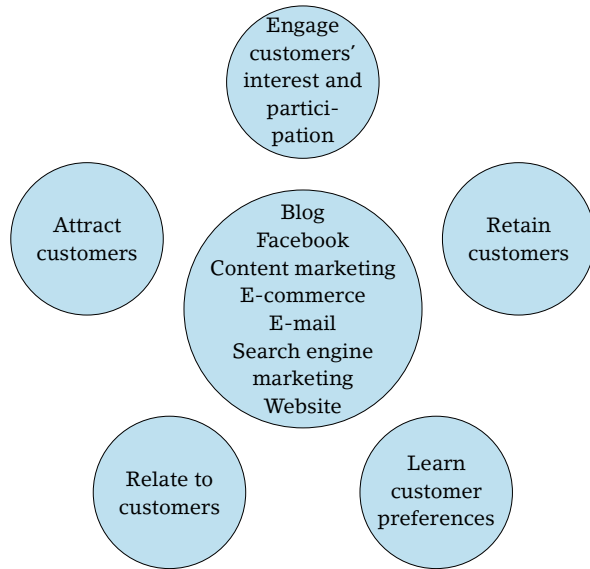 Engage
customers’
interest and
partici-
pation
Attract
customers
Retain
customers
Blog
Facebook
Content marketing
E-commerce
E-mail
Search engine
marketing
Website
Relate to
customers
Learn
customer
preferences